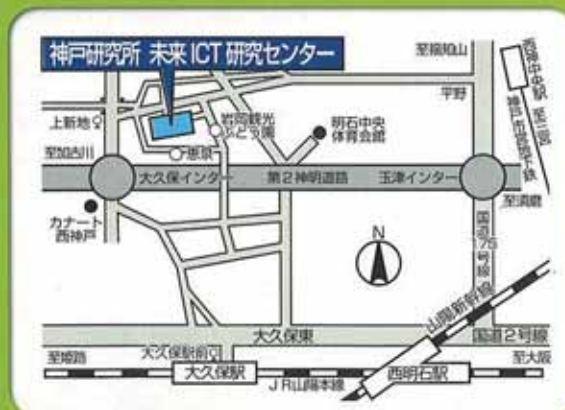 神戸研究所 未来ICT研究センター
至福知山
西神中央駅
至三宮
神戸市営地下鉄
平野
上新地
岩岡観光
ぶどう園
明石中央
体育会館
至加古川
恵泉
大久保インター
第2神明道路
玉津インター
至須磨
カナート
西神戸
国道175号線
N
山陽新幹線
大久保東
国道2号線
至姫路
大久保駅前
至大阪
大久保駅
JR山陽本線
西明石駅